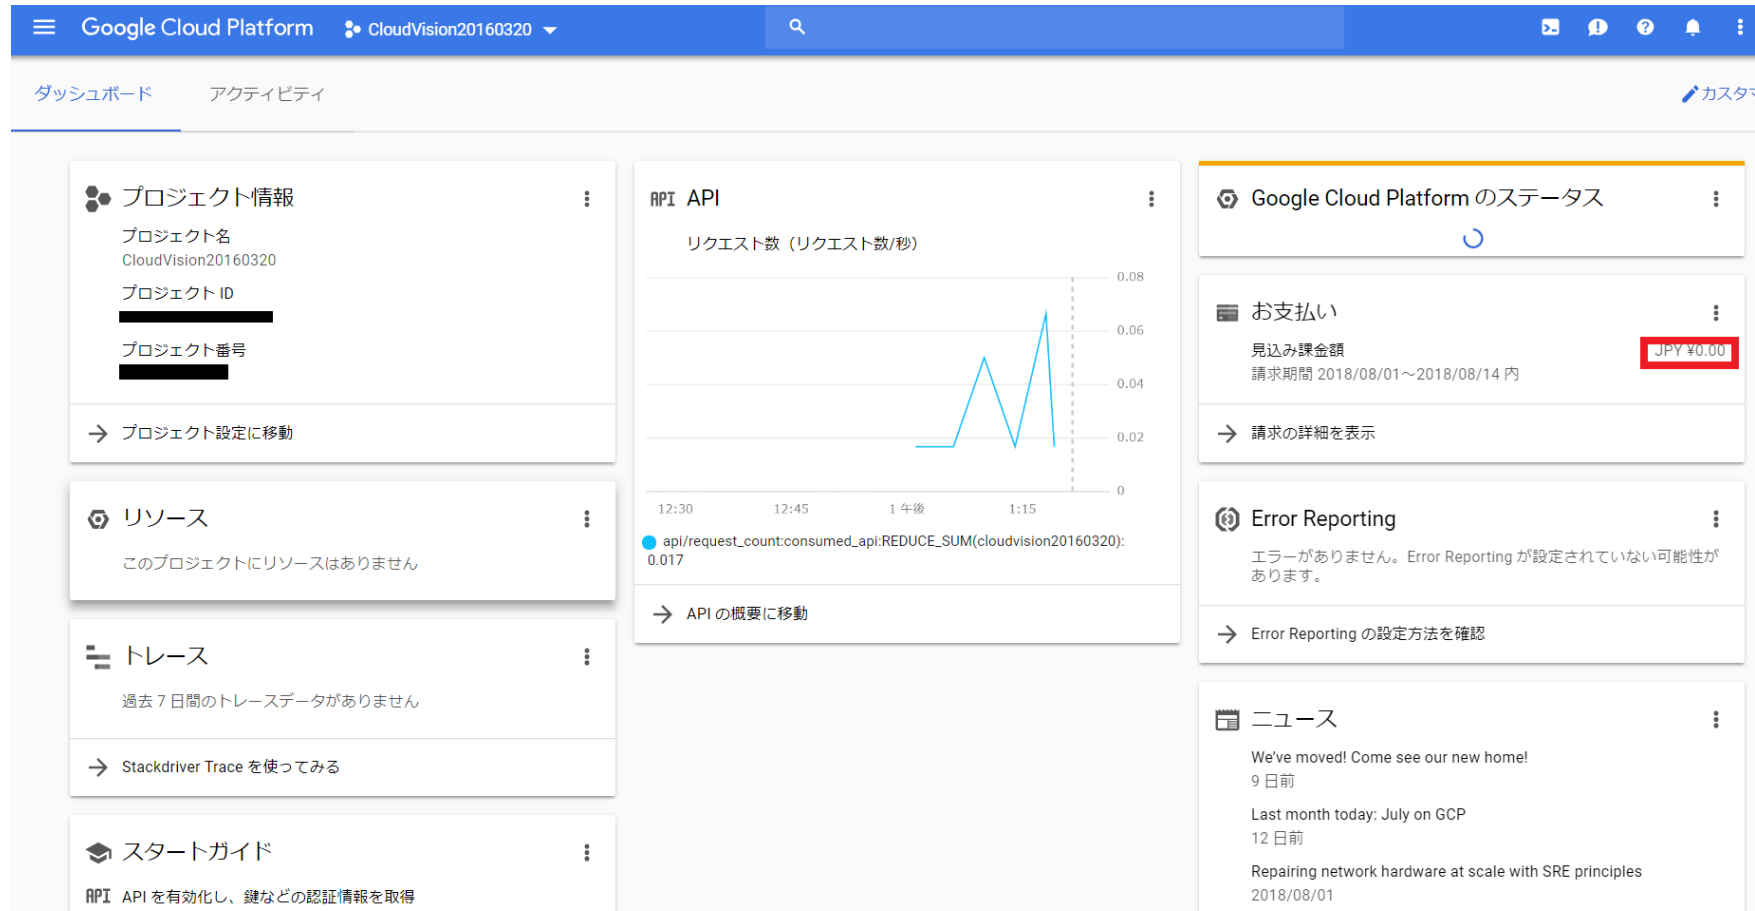 Google Cloud Platform
CloudVision20160320
ダッシュボード
アクティビティ
カスタマ
プロジェクト情報
プロジェクト名
CloudVision20160320
プロジェクト ID
プロジェクト番号
プロジェクト設定に移動
リソース
このプロジェクトにリソースはありません
トレース
過去 7 日間のトレースデータがありません
Stackdriver Trace を使ってみる
スタートガイド
API API を有効化し、鍵などの認証情報を取得
API API
リクエスト数（リクエスト数/秒）
0.08
0.06
0.04
0.02
0
12:30 12:45 1 午後 1:15
api/request_count:consumed_api:REDUCE_SUM(cloudvision20160320):
0.017
API の概要に移動
Google Cloud Platform のステータス
お支払い
見込み課金額 JPY ¥0.00
請求期間 2018/08/01～2018/08/14 内
請求の詳細を表示
Error Reporting
エラーがありません。Error Reporting が設定されていない可能性が
あります。
Error Reporting の設定方法を確認
ニュース
We've moved! Come see our new home!
9 日前
Last month today: July on GCP
12 日前
Repairing network hardware at scale with SRE principles
2018/08/01